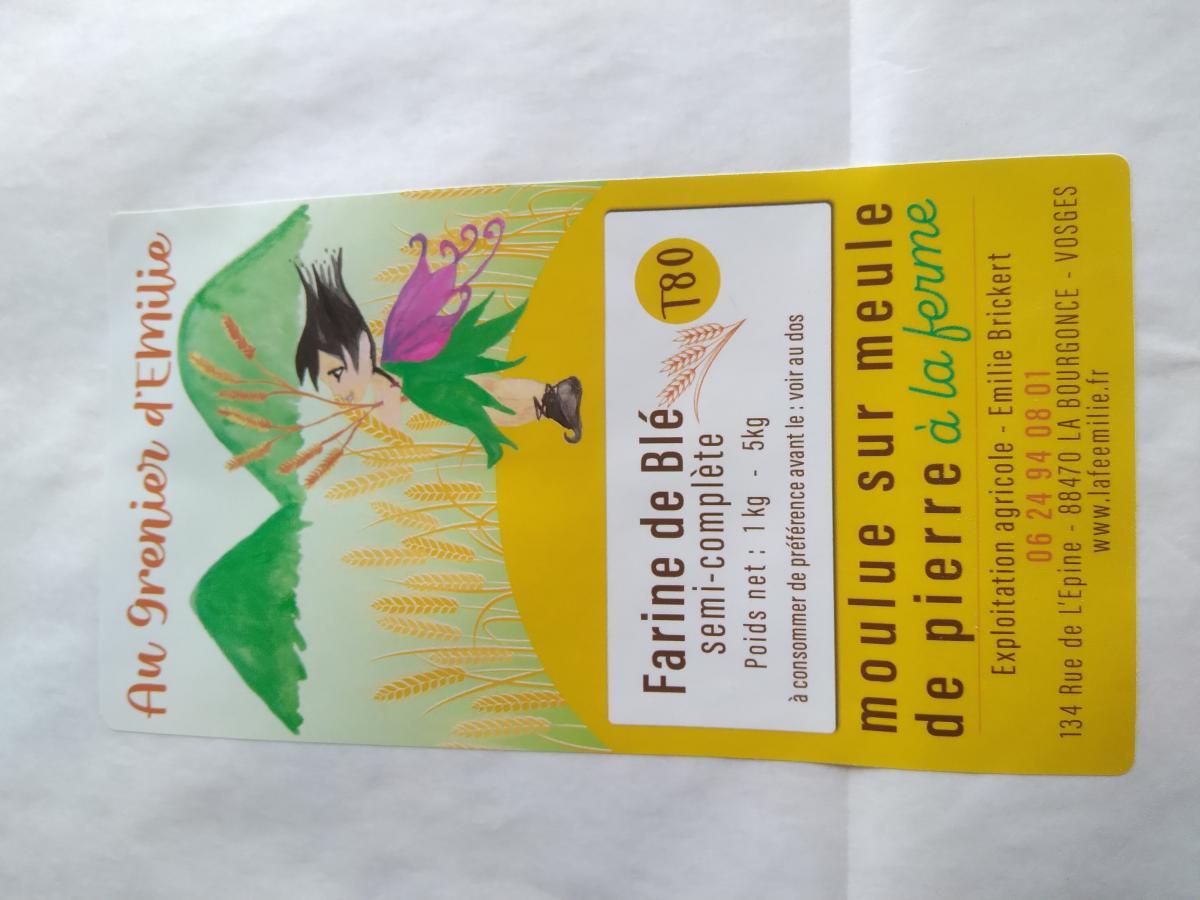 Au grenier d'EMilie
Farine de Blé
semi-complète
T80
Poids net : 1 kg - 5kg
à consommer de préférence avant le : voir au dos
moulue sur meule
de pierre à la ferme
Exploitation agricole - Emilie Brickert
06 24 94 08 01
134 Rue de L'Epine - 88470 LA BOURGONCE - VOSGES
www.lafeemilie.fr